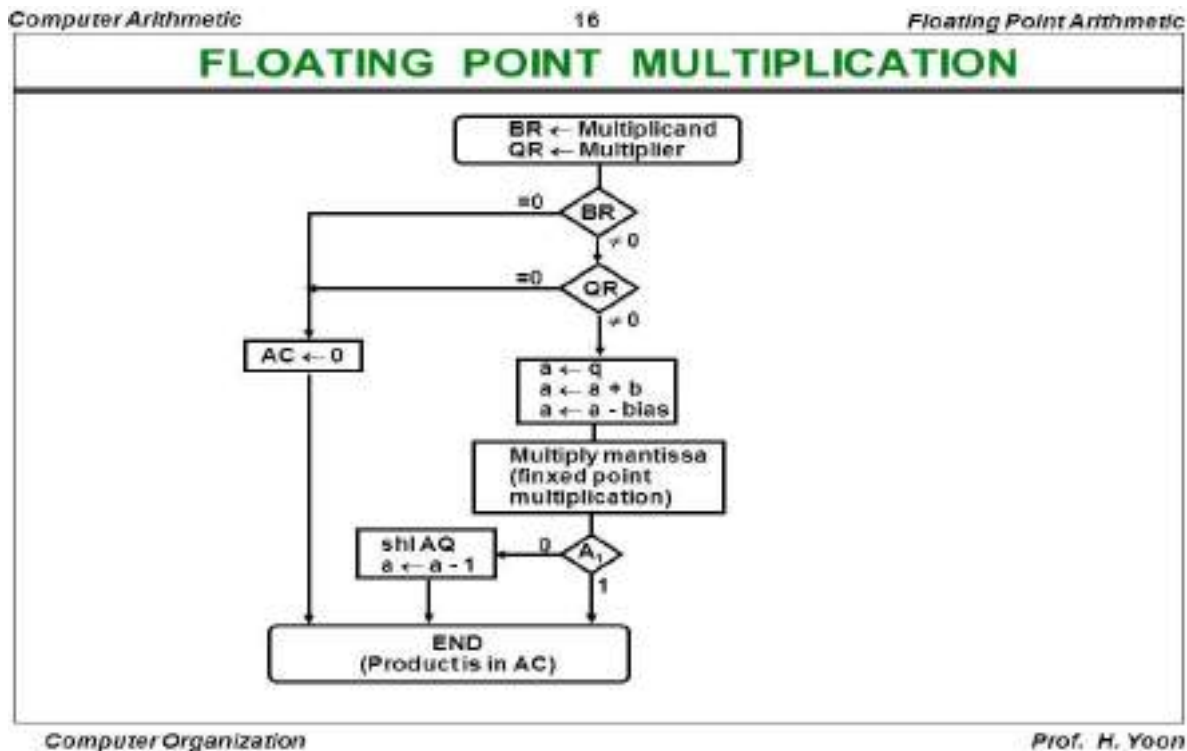 Computer Arithmetic
16
Floating Point Arithmetic
FLOATING POINT MULTIPLICATION
BR ← Multiplicand
QR ← Multiplier
=0
BR
≠ 0
=0
QR
≠ 0
AC ← 0
a ← q
a ← a + b
a ← a - bias
Multiply mantissa
(finxed point
multiplication)
shl AQ
a ← a - 1
0
A1
1
END
(Product is in AC)
Computer Organization
Prof. H. Yoon